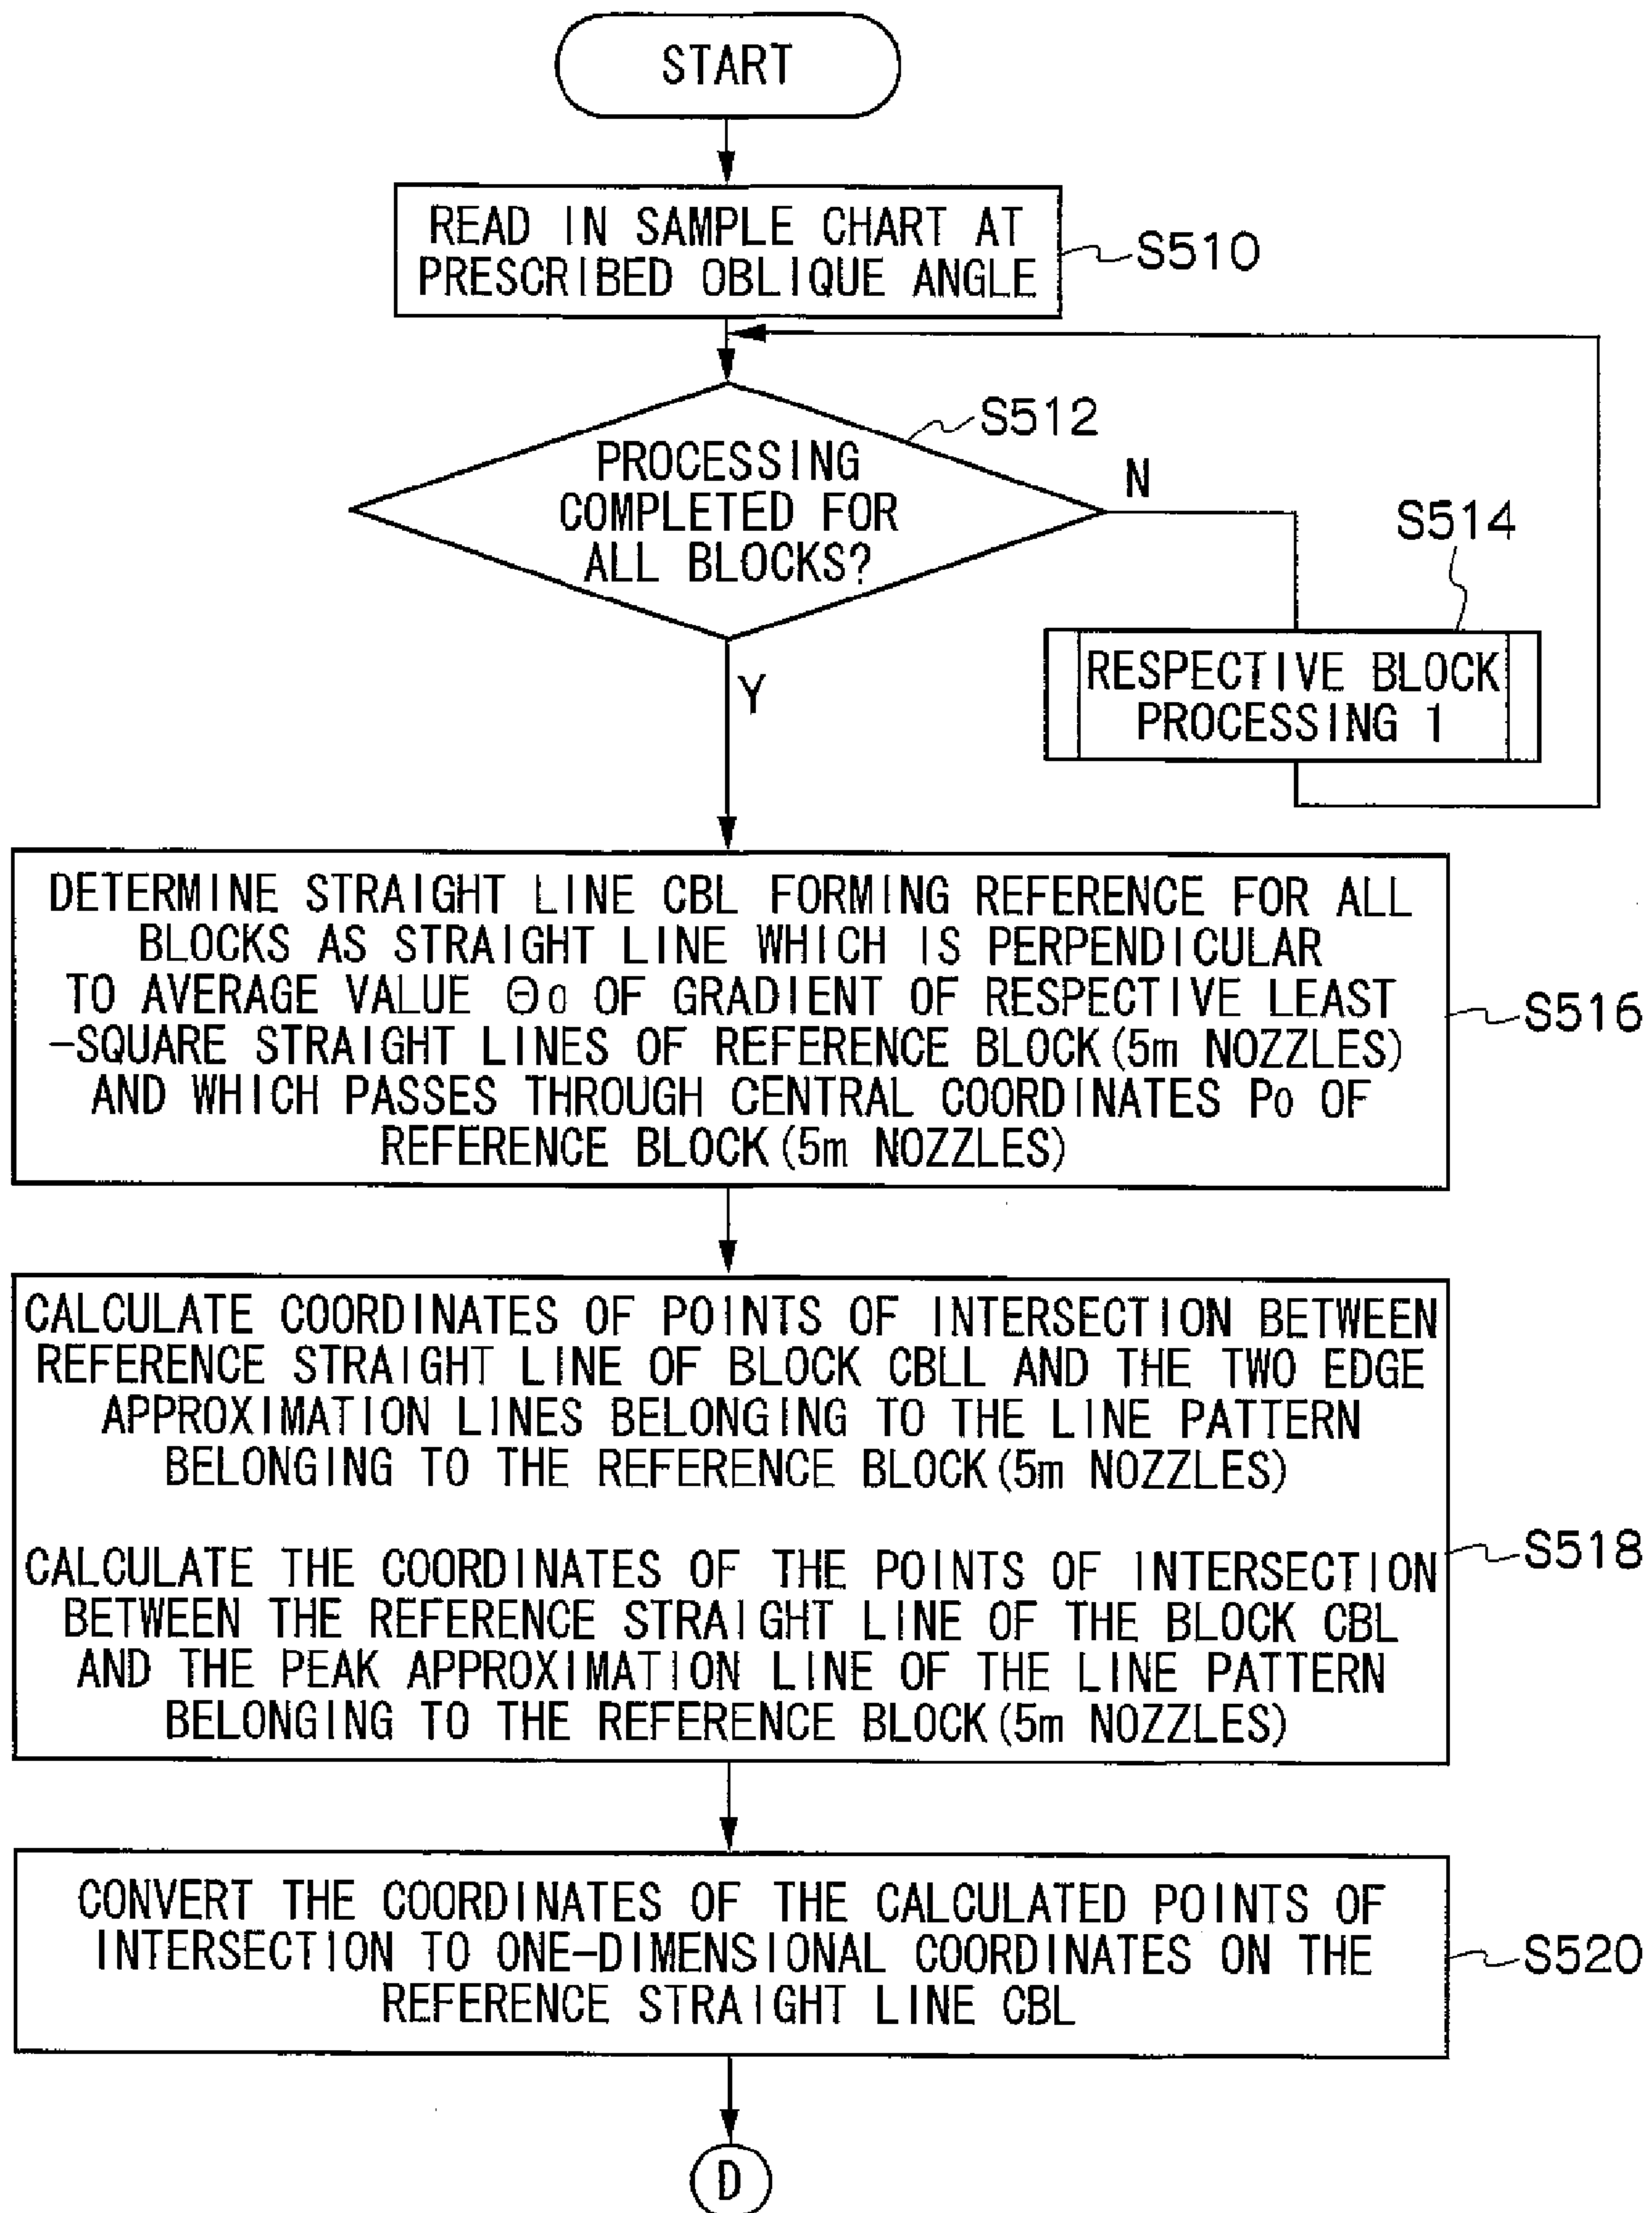 START
READ IN SAMPLE CHART AT
PRESCRIBED OBLIQUE ANGLE
S510
S512
PROCESSING
COMPLETED FOR
ALL BLOCKS?
N
S514
RESPECTIVE BLOCK
PROCESSING 1
Y
DETERMINE STRAIGHT LINE CBL FORMING REFERENCE FOR ALL
BLOCKS AS STRAIGHT LINE WHICH IS PERPENDICULAR
TO AVERAGE VALUE Θ0 OF GRADIENT OF RESPECTIVE LEAST
-SQUARE STRAIGHT LINES OF REFERENCE BLOCK(5m NOZZLES)
AND WHICH PASSES THROUGH CENTRAL COORDINATES P0 OF
REFERENCE BLOCK(5m NOZZLES)
S516
CALCULATE COORDINATES OF POINTS OF INTERSECTION BETWEEN
REFERENCE STRAIGHT LINE OF BLOCK CBLL AND THE TWO EDGE
APPROXIMATION LINES BELONGING TO THE LINE PATTERN
BELONGING TO THE REFERENCE BLOCK(5m NOZZLES)
CALCULATE THE COORDINATES OF THE POINTS OF INTERSECTION
BETWEEN THE REFERENCE STRAIGHT LINE OF THE BLOCK CBL
AND THE PEAK APPROXIMATION LINE OF THE LINE PATTERN
BELONGING TO THE REFERENCE BLOCK(5m NOZZLES)
S518
CONVERT THE COORDINATES OF THE CALCULATED POINTS OF
INTERSECTION TO ONE-DIMENSIONAL COORDINATES ON THE
REFERENCE STRAIGHT LINE CBL
S520
D